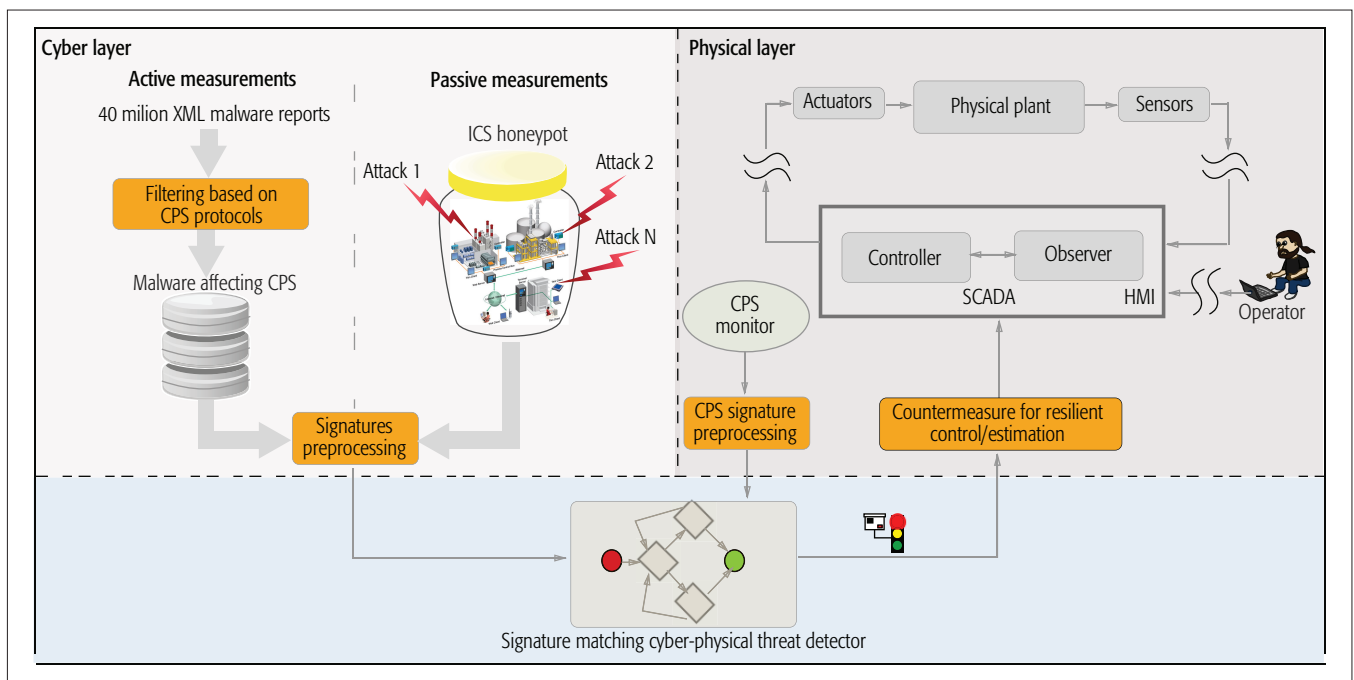 Cyber layer
Active measurements
40 milion XML malware reports
Filtering based on
CPS protocols
Malware affecting CPS
Passive measurements
ICS honeypot
Attack 1
Attack 2
Attack N
Signatures
preprocessing
Physical layer
Actuators
Physical plant
Sensors
Controller
Observer
SCADA
HMI
Operator
CPS
monitor
CPS signature
preprocessing
Countermeasure for resilient
control/estimation
Signature matching cyber-physical threat detector